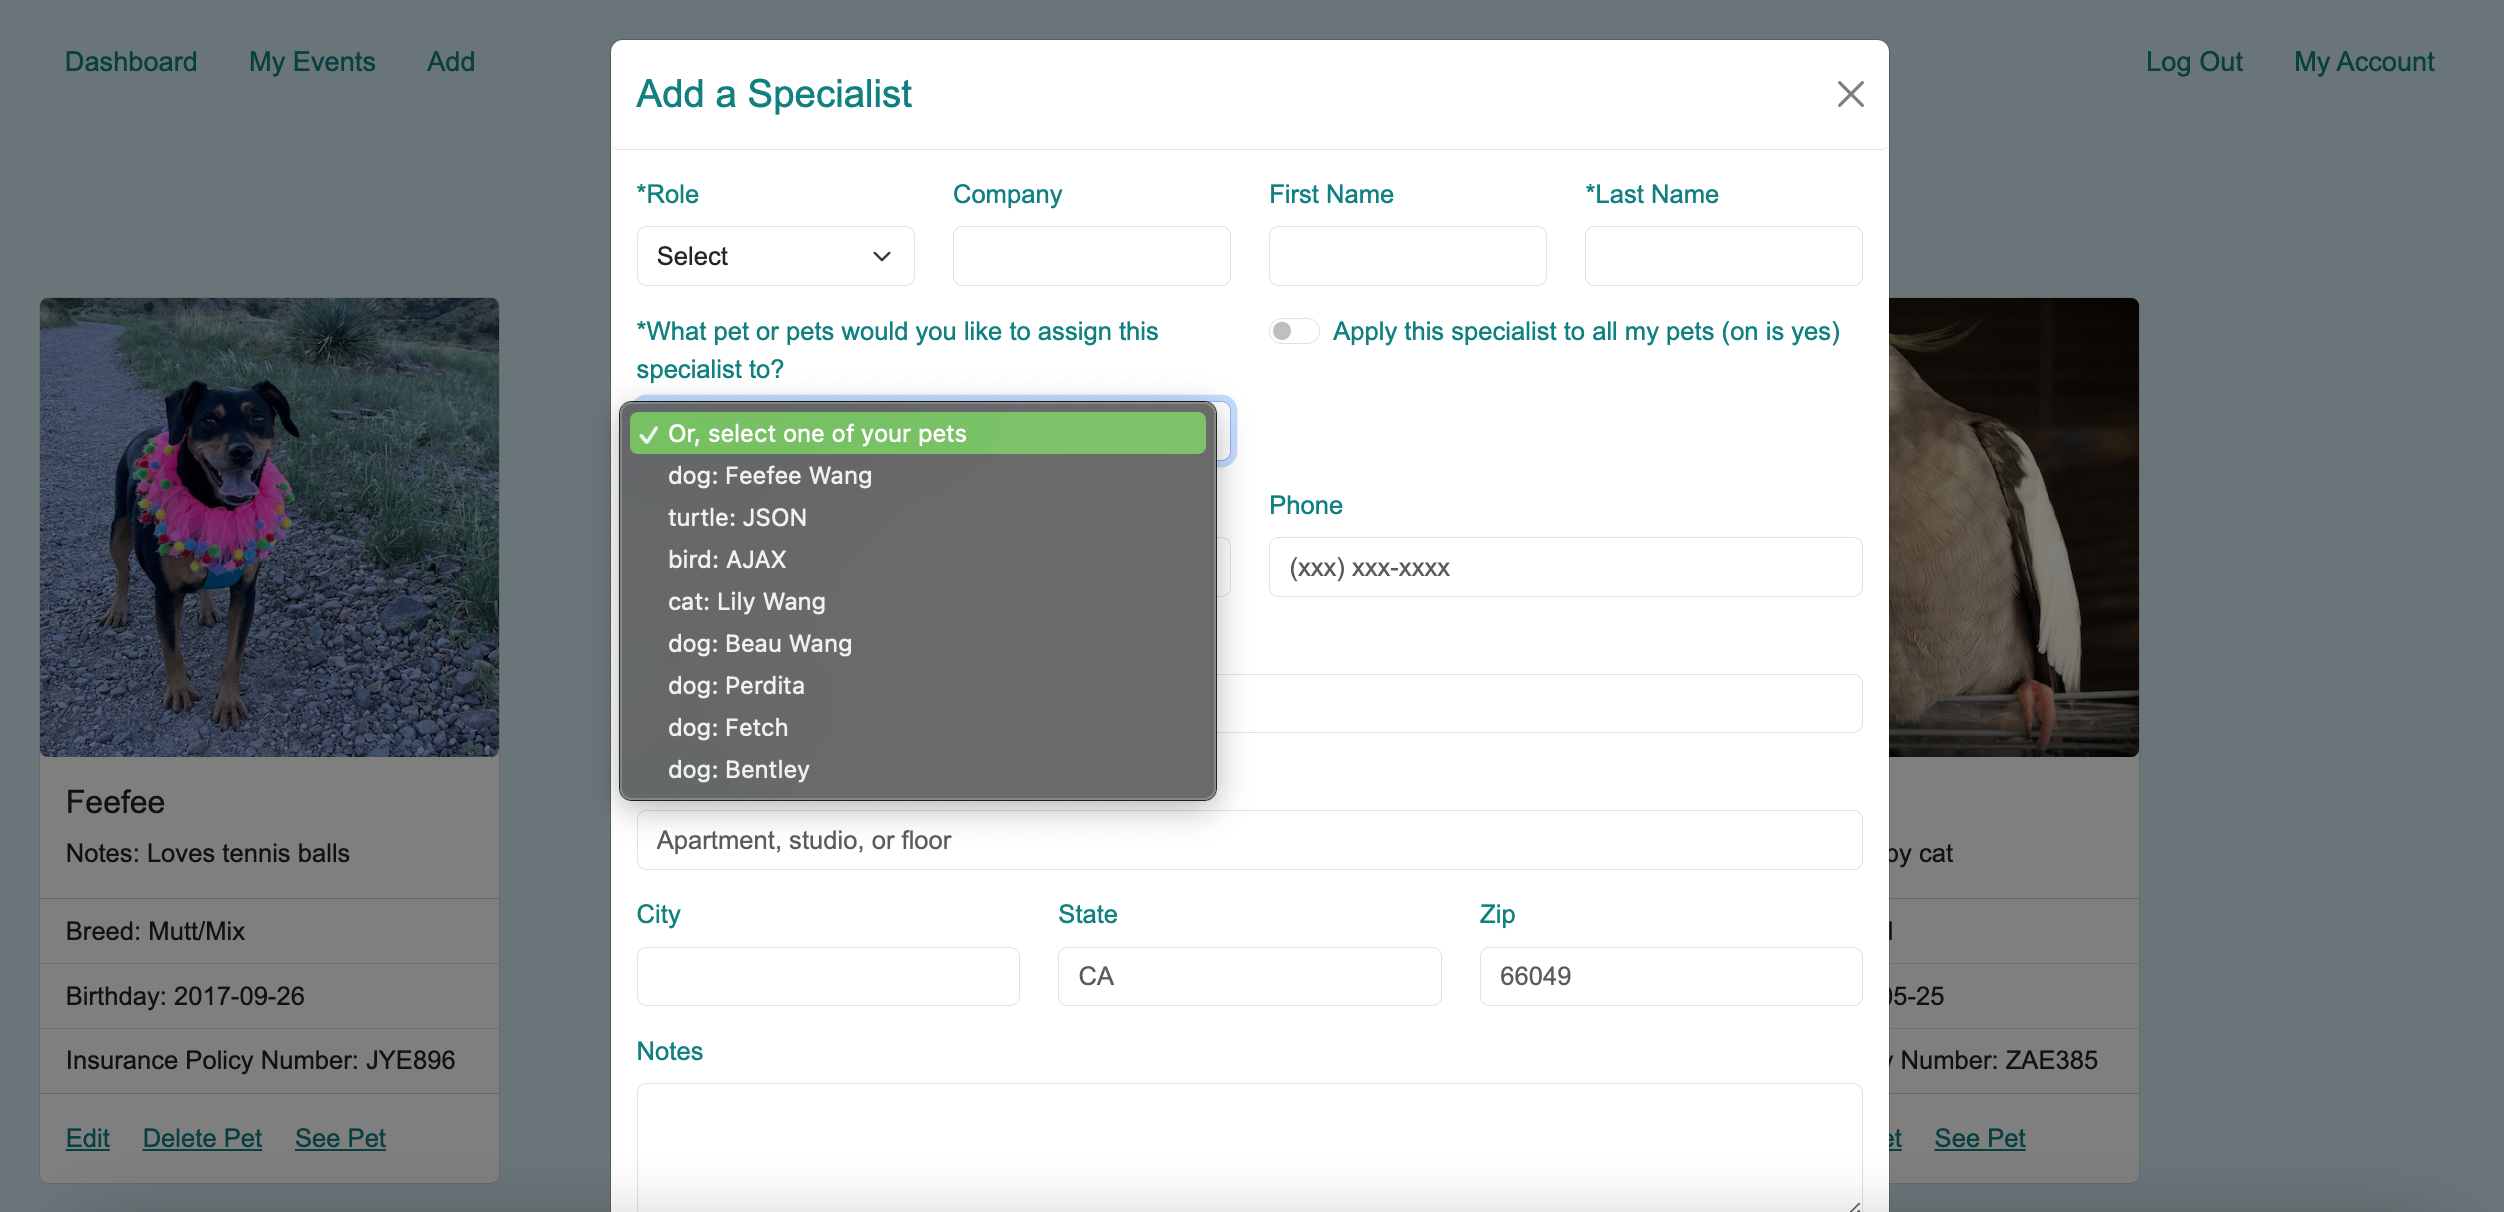 Dashboard My Events Add Log Out My Account
Add a Specialist
*Role Company First Name *Last Name
Select
*What pet or pets would you like to assign this
specialist to?
Apply this specialist to all my pets (on is yes)
Or, select one of your pets
dog: Feefee Wang
turtle: JSON
bird: AJAX
cat: Lily Wang
dog: Beau Wang
dog: Perdita
dog: Fetch
dog: Bentley
Phone
(xxx) xxx-xxxx
Apartment, studio, or floor
City State Zip
CA 66049
Notes
Feefee
Notes: Loves tennis balls
Breed: Mutt/Mix
Birthday: 2017-09-26
Insurance Policy Number: JYE896
Edit Delete Pet See Pet
cat
05-25
Number: ZAE385
See Pet